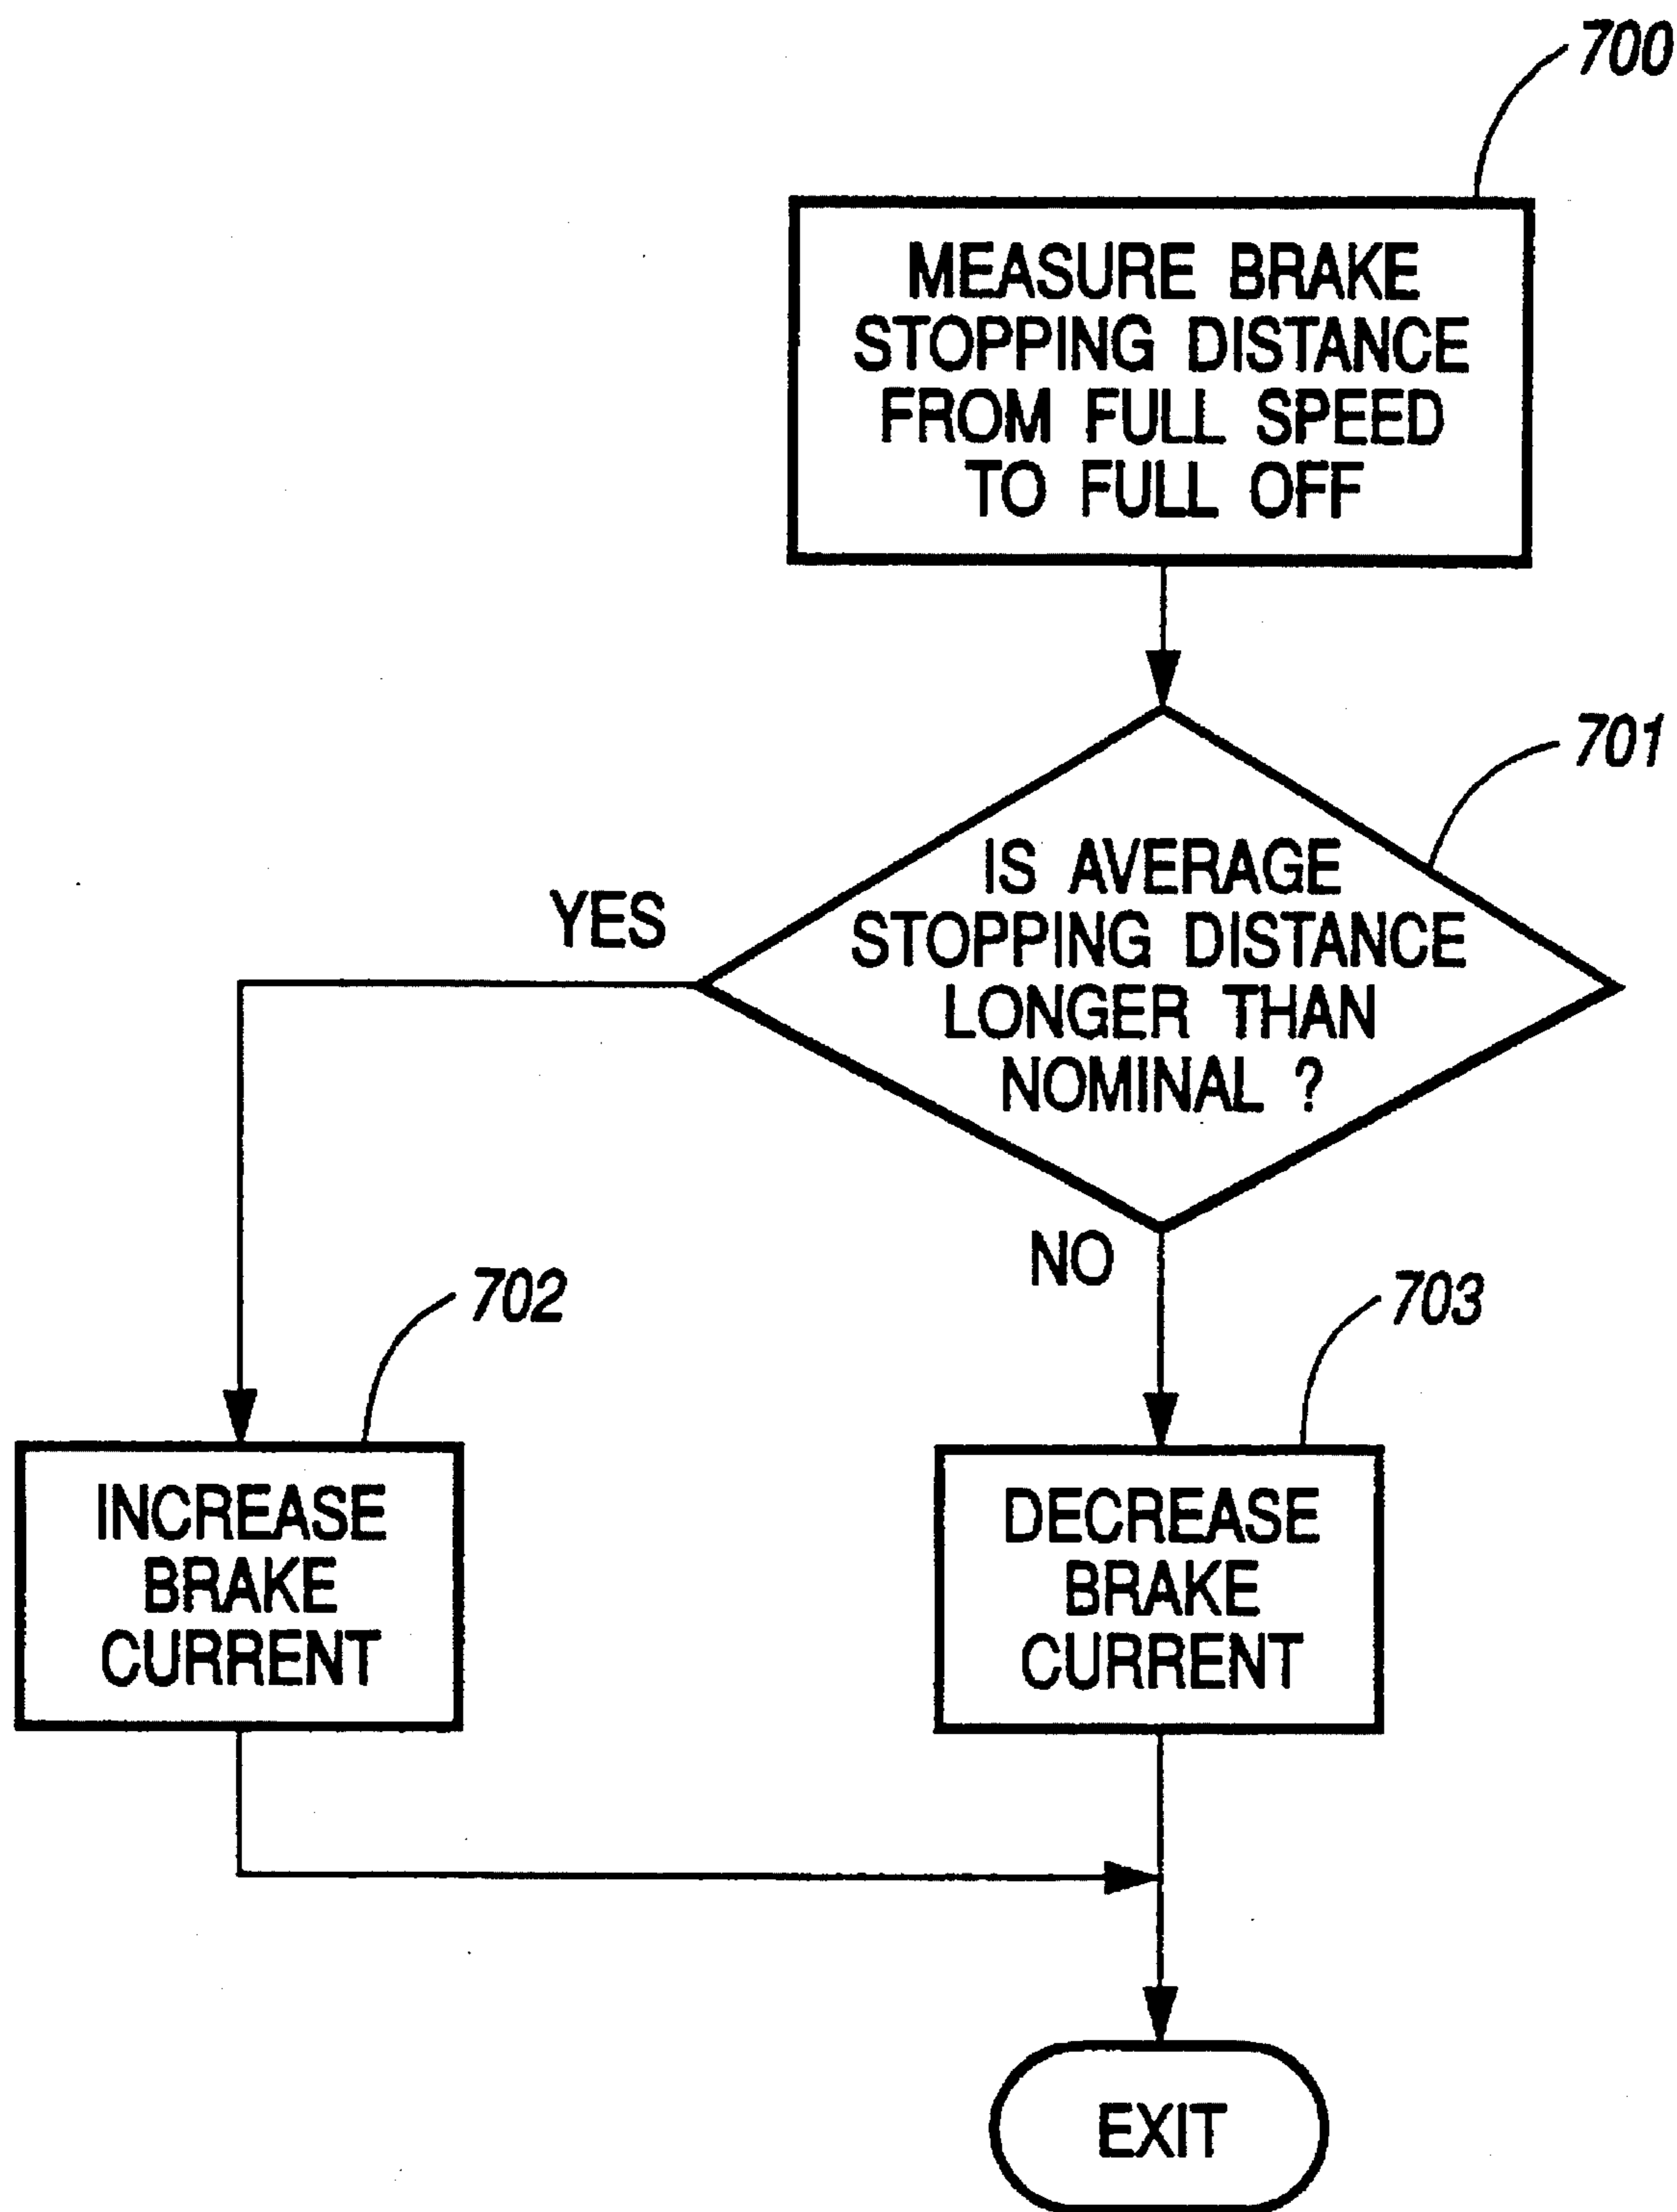 700
MEASURE BRAKE
STOPPING DISTANCE
FROM FULL SPEED
TO FULL OFF
701
IS AVERAGE
STOPPING DISTANCE
LONGER THAN
NOMINAL ?
YES
NO
702
INCREASE
BRAKE
CURRENT
703
DECREASE
BRAKE
CURRENT
EXIT